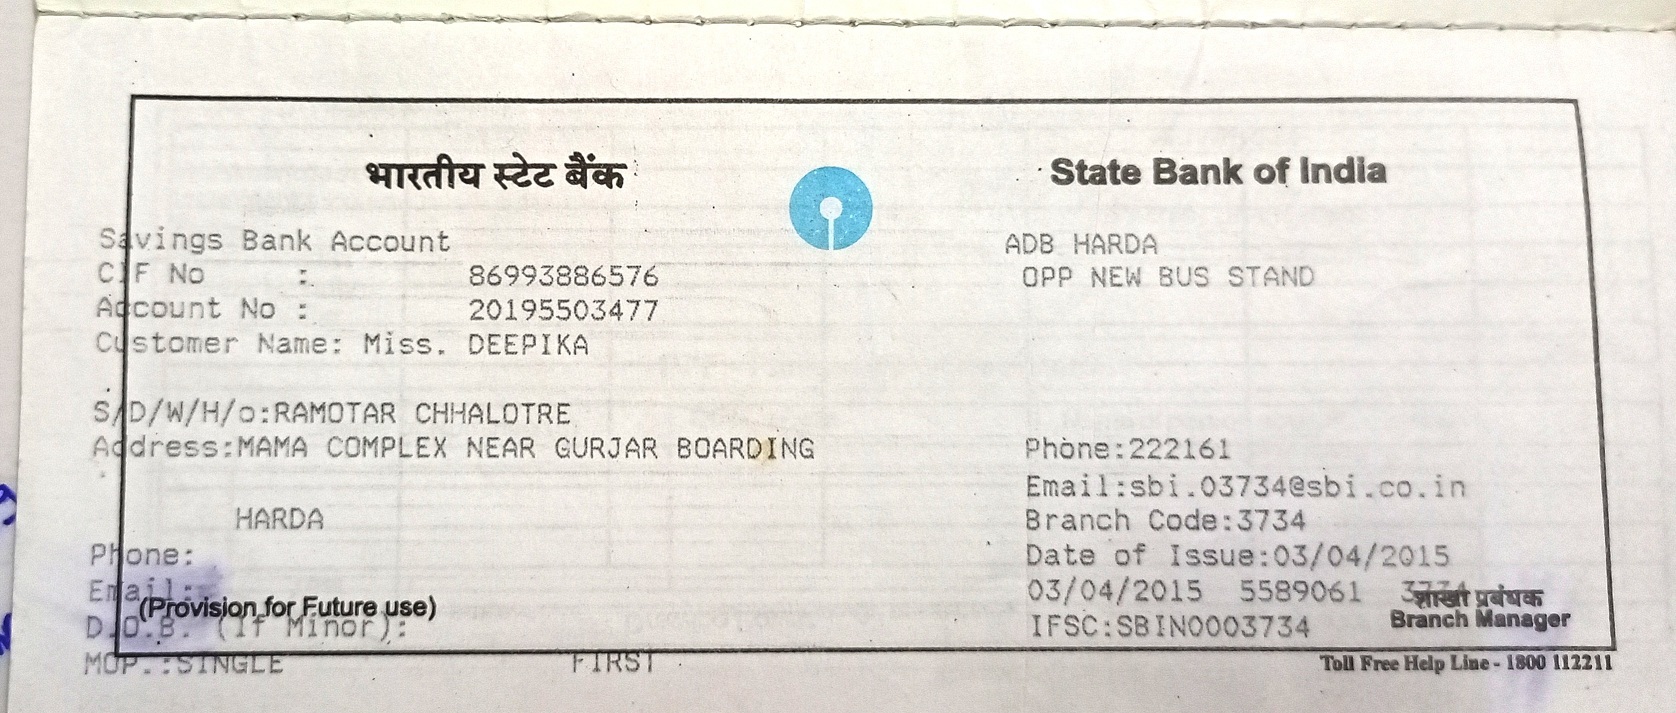 भारतीय स्टेट बैंक
State Bank of India
Savings Bank Account
ADB HARDA
CIF No : 86993886576
OPP NEW BUS STAND
Account No : 20195503477
Customer Name: Miss. DEEPIKA
S/D/W/H/o:RAMOTAR CHHALOTRE
Address:MAMA COMPLEX NEAR GURJAR BOARDING
Phone:222161
Email:sbi.03734@sbi.co.in
HARDA
Branch Code:3734
Phone:
Date of Issue:03/04/2015
Email:
03/04/2015 5589061
शाखा प्रबंधक
(Provision for Future use)
Branch Manager
D.O.B. (If Minor):
IFSC:SBIN0003734
MOP.:SINGLE FIRST
Toll Free Help Line - 1800 112211